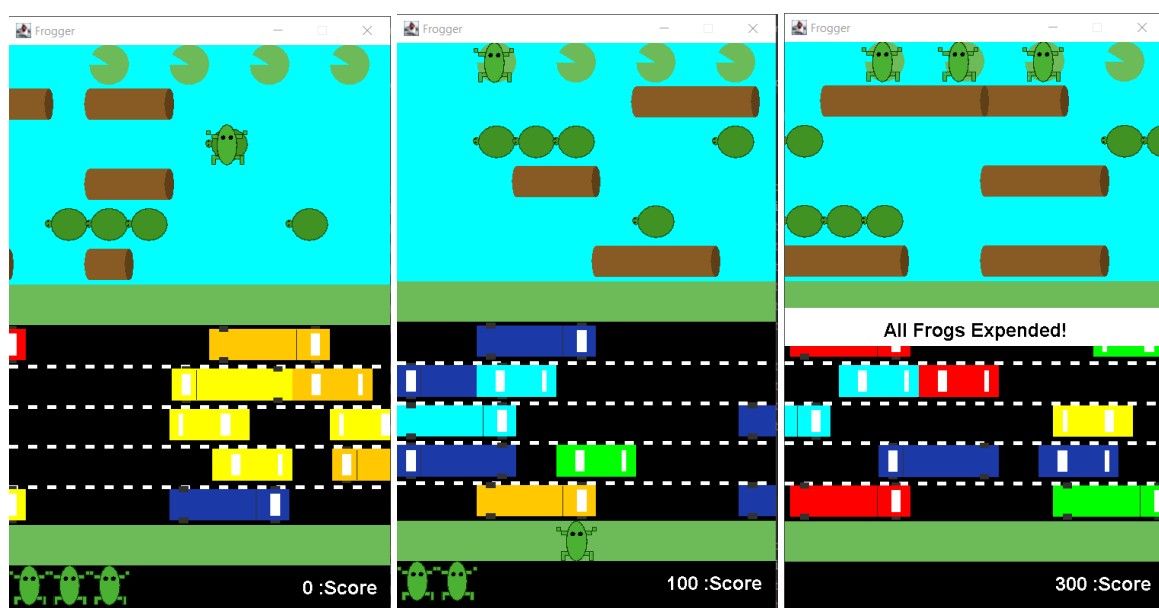 Frogger
0 :Score
Frogger
100 :Score
Frogger
All Frogs Expended!
300 :Score